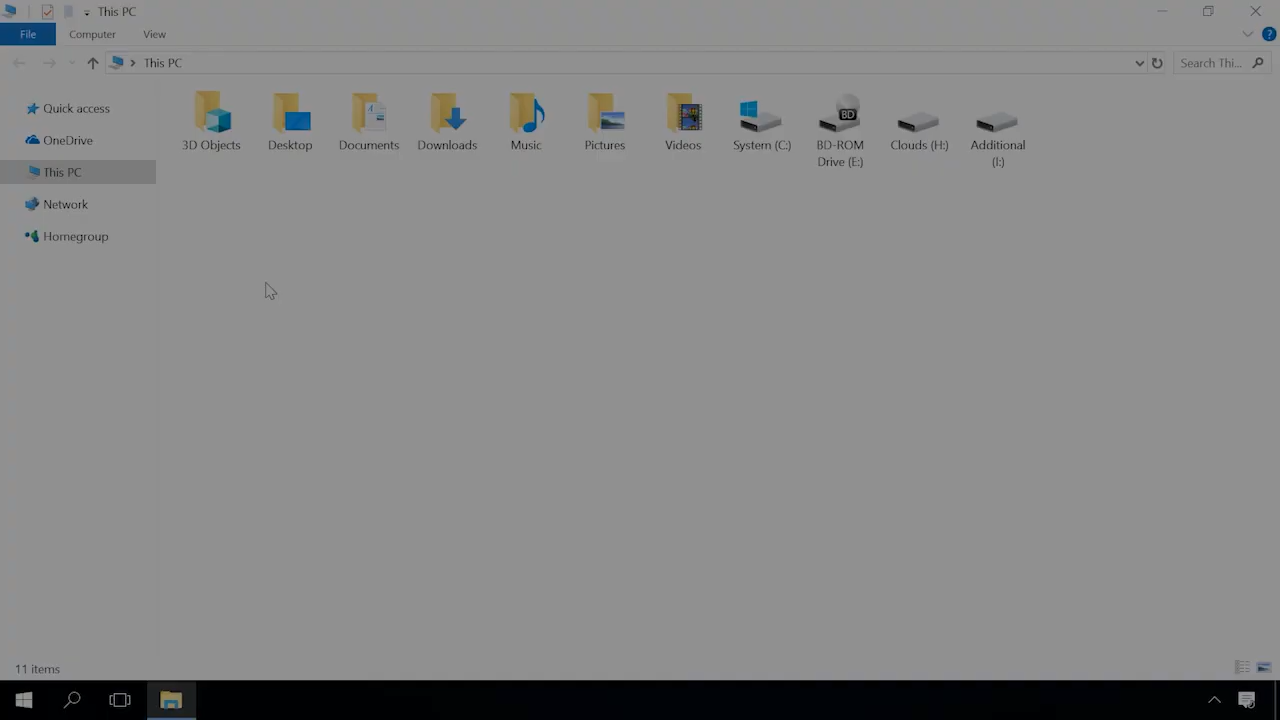 This PC
File
Computer
View
This PC
Search Thi...
Quick access
OneDrive
This PC
Network
Homegroup
3D Objects
Desktop
Documents
Downloads
Music
Pictures
Videos
System (C:)
BD
BD-ROM
Drive (E:)
Clouds (H:)
Additional
(I:)
11 items